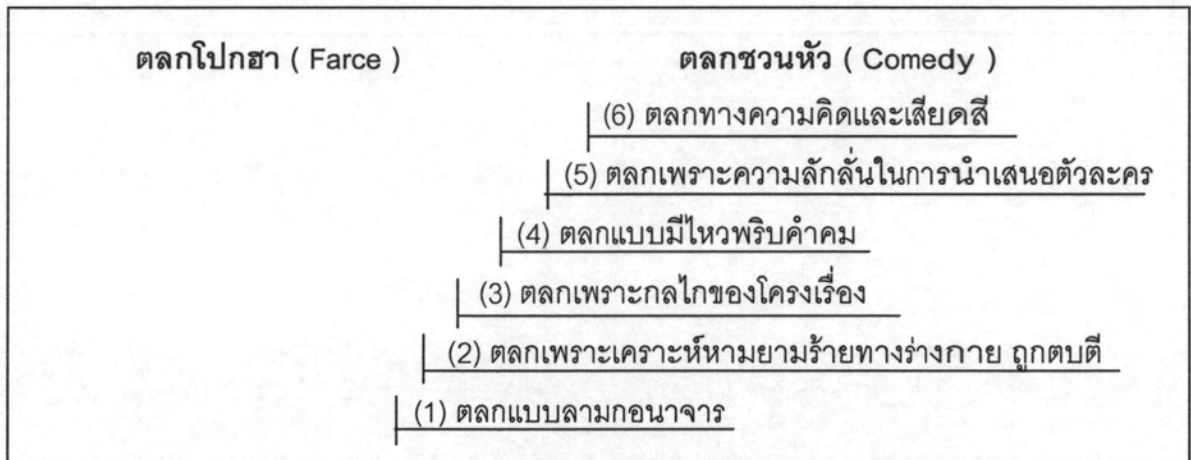 ตลกโปกฮา ( Farce ) ตลกชวนหัว ( Comedy )
(6) ตลกทางความคิดและเสียดสี
(5) ตลกเพราะความลักลั่นในการนำเสนอตัวละคร
(4) ตลกแบบมีไหวพริบคำคม
(3) ตลกเพราะกลไกของโครงเรื่อง
(2) ตลกเพราะเคราะห์หามยามร้ายทางร่างกาย ถูกตบตี
(1) ตลกแบบลามกอนาจาร